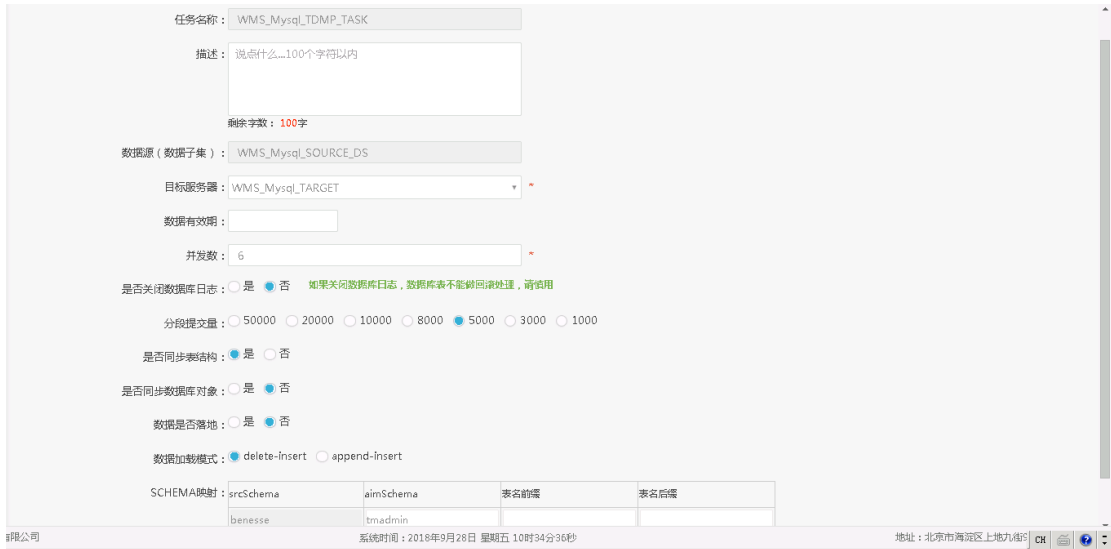 任务名称： WMS_Mysql_TDMP_TASK
描述： 说点什么...100个字符以内
剩余字数： 100字
数据源（数据子集）： WMS_Mysql_SOURCE_DS
目标服务器： WMS_Mysql_TARGET *
数据有效期：
并发数： 6 *
是否关闭数据库日志： 是 否 如果关闭数据库日志，数据库表不能做回滚处理，请慎用
分段提交量： 50000 20000 10000 8000 5000 3000 1000
是否同步表结构： 是 否
是否同步数据库对象： 是 否
数据是否落地： 是 否
数据加载模式： delete-insert append-insert
SCHEMA映射： srcSchema aimSchema 表名前缀 表名后缀
benesse tmadmin
有限公司 系统时间：2018年9月28日 星期五 10时34分36秒 地址：北京市海淀区上地九街 CH